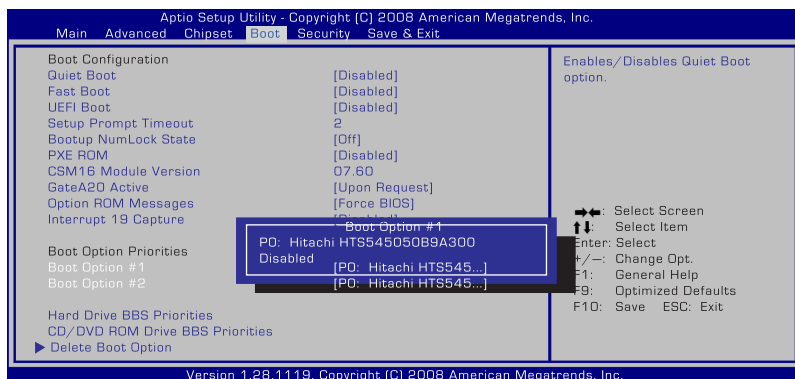 Aptio Setup Utility - Copyright (C) 2008 American Megatrends, Inc.
Main Advanced Chipset Boot Security Save & Exit
Boot Configuration
Quiet Boot [Disabled]
Fast Boot [Disabled]
UEFI Boot [Disabled]
Setup Prompt Timeout 2
Bootup NumLock State [Off]
PXE ROM [Disabled]
CSM16 Module Version 07.60
GateA20 Active [Upon Request]
Option ROM Messages [Force BIOS]
Interrupt 19 Capture [Disabled]
Boot Option Priorities
Boot Option #1 [P0: Hitachi HTS545...]
Boot Option #2 [P0: Hitachi HTS545...]
Hard Drive BBS Priorities
CD/DVD ROM Drive BBS Priorities
Delete Boot Option
Boot Option #1
P0: Hitachi HTS545050B9A300
Disabled
Enables/Disables Quiet Boot
option.
: Select Screen
: Select Item
Enter: Select
+/—: Change Opt.
F1: General Help
F9: Optimized Defaults
F10: Save ESC: Exit
Version 1.28.1119. Copyright (C) 2008 American Megatrends, Inc.